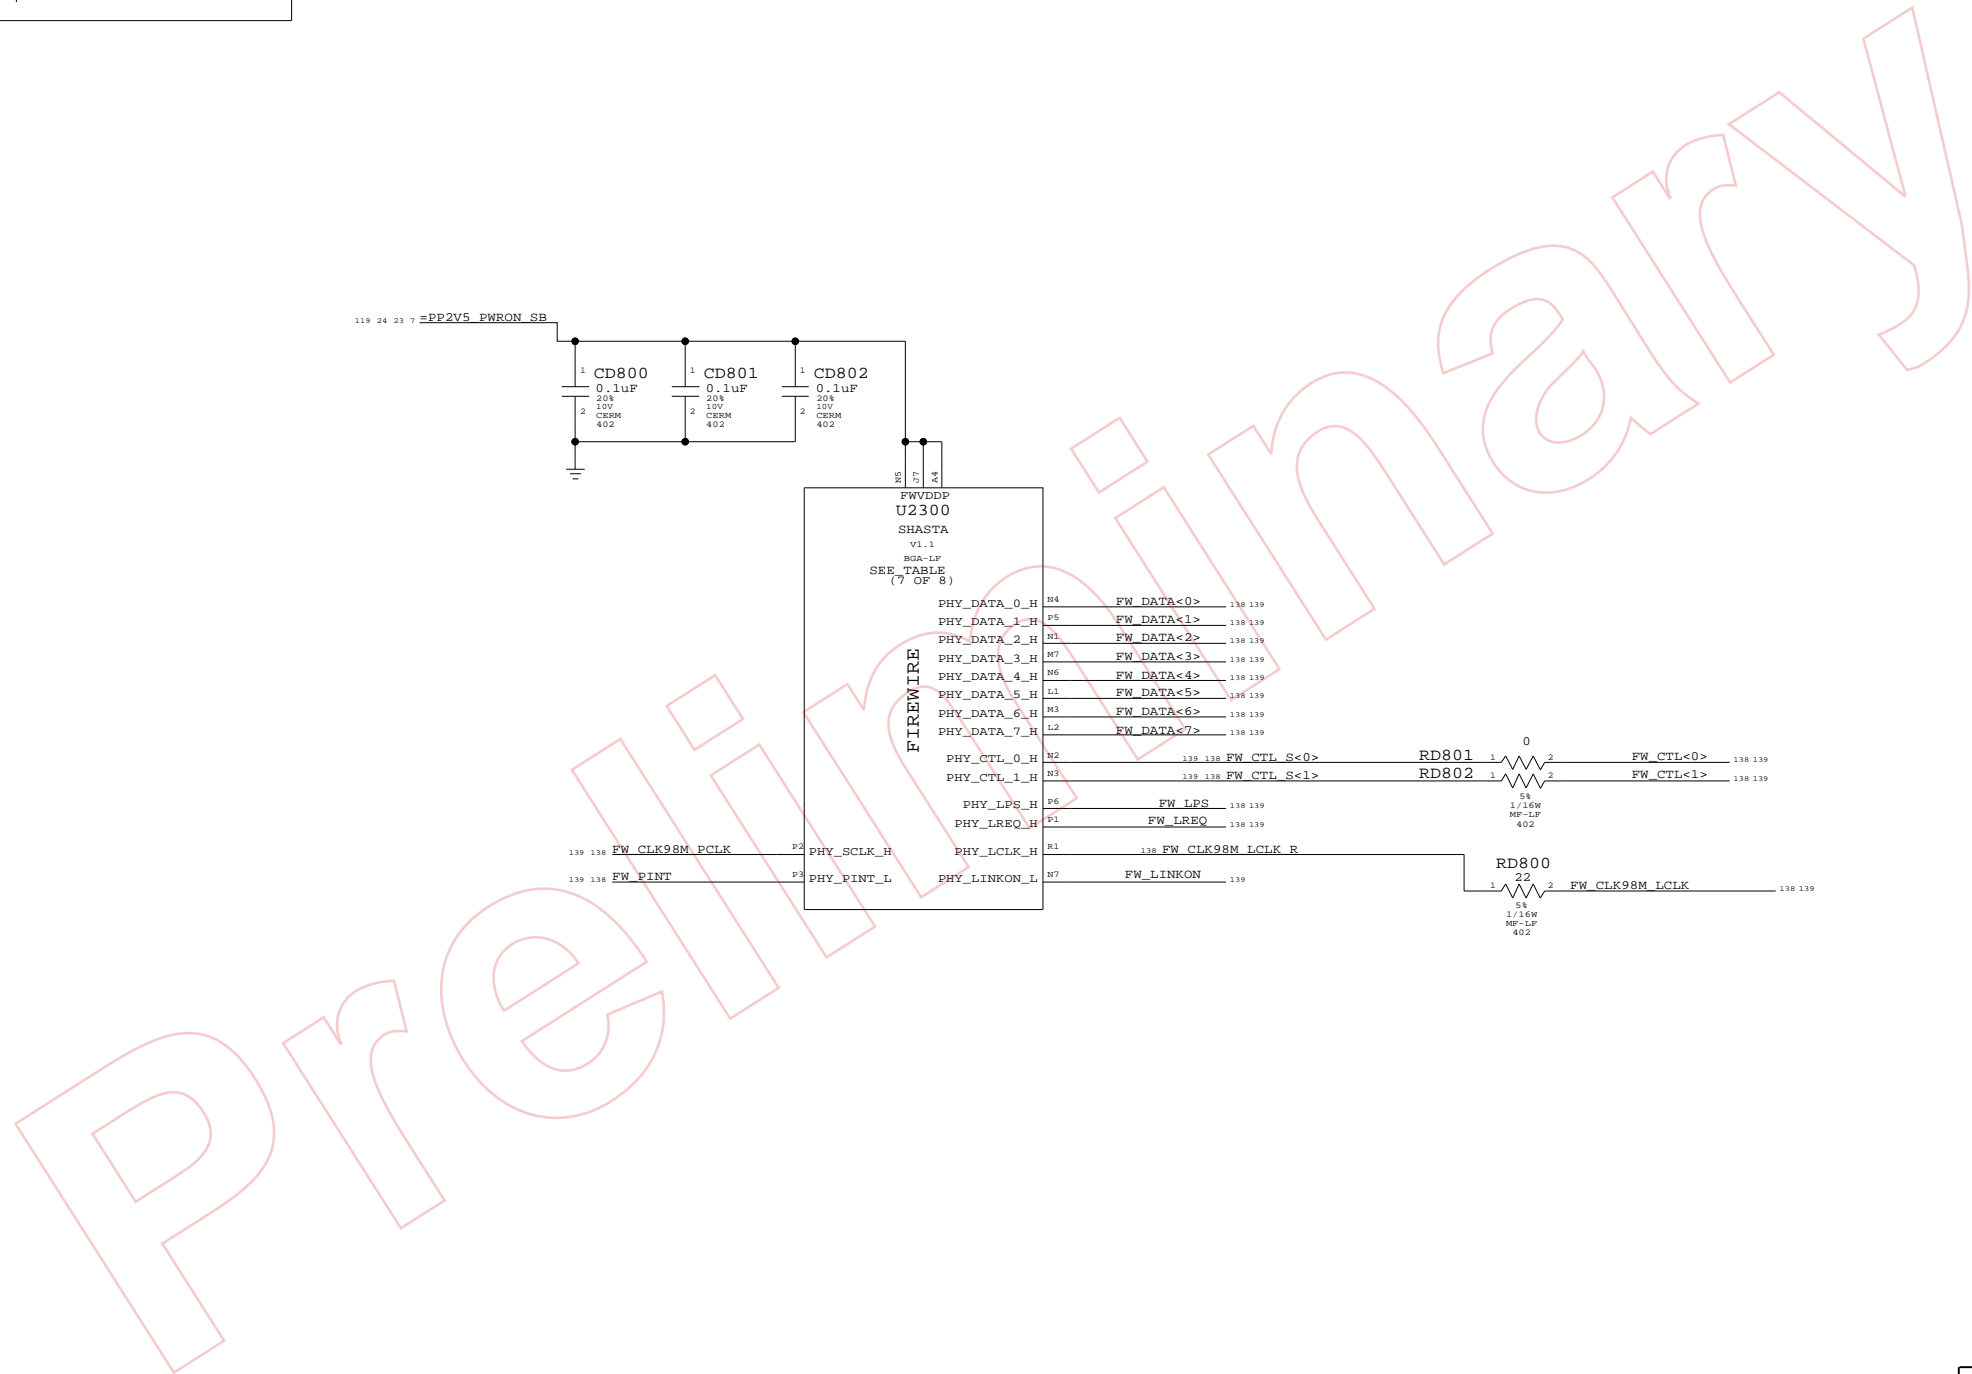 119 24 23 7 =PP2V5_PWRON_SB
1 CD800 1 CD801 1 CD802
0.1uF 0.1uF 0.1uF
20% 20% 20%
10V 10V 10V
2 CERM 2 CERM 2 CERM
402 402 402
N5 J7 A4
FWVDDP
U2300
SHASTA
V1.1
BGA-LF
SEE_TABLE
(7 OF 8)
FIREWIRE
PHY_DATA_0_H N4 FW_DATA<0> 138 139
PHY_DATA_1_H P5 FW_DATA<1> 138 139
PHY_DATA_2_H N1 FW_DATA<2> 138 139
PHY_DATA_3_H M7 FW_DATA<3> 138 139
PHY_DATA_4_H N6 FW_DATA<4> 138 139
PHY_DATA_5_H L1 FW_DATA<5> 138 139
PHY_DATA_6_H M3 FW_DATA<6> 138 139
PHY_DATA_7_H L2 FW_DATA<7> 138 139
0
PHY_CTL_0_H N2 139 138 FW_CTL_S<0> RD801 1 2 FW_CTL<0> 138 139
PHY_CTL_1_H N3 139 138 FW_CTL_S<1> RD802 1 2 FW_CTL<1> 138 139
5%
1/16W
MF-LF
402
PHY_LPS_H P6 FW_LPS 138 139
PHY_LREQ_H P1 FW_LREQ 138 139
139 138 FW_CLK98M_PCLK P2 PHY_SCLK_H PHY_LCLK_H R1 138 FW_CLK98M_LCLK_R
139 138 FW_PINT P3 PHY_PINT_L PHY_LINKON_L N7 FW_LINKON 139
RD800
22
1 2 FW_CLK98M_LCLK 138 139
5%
1/16W
MF-LF
402
Preliminary